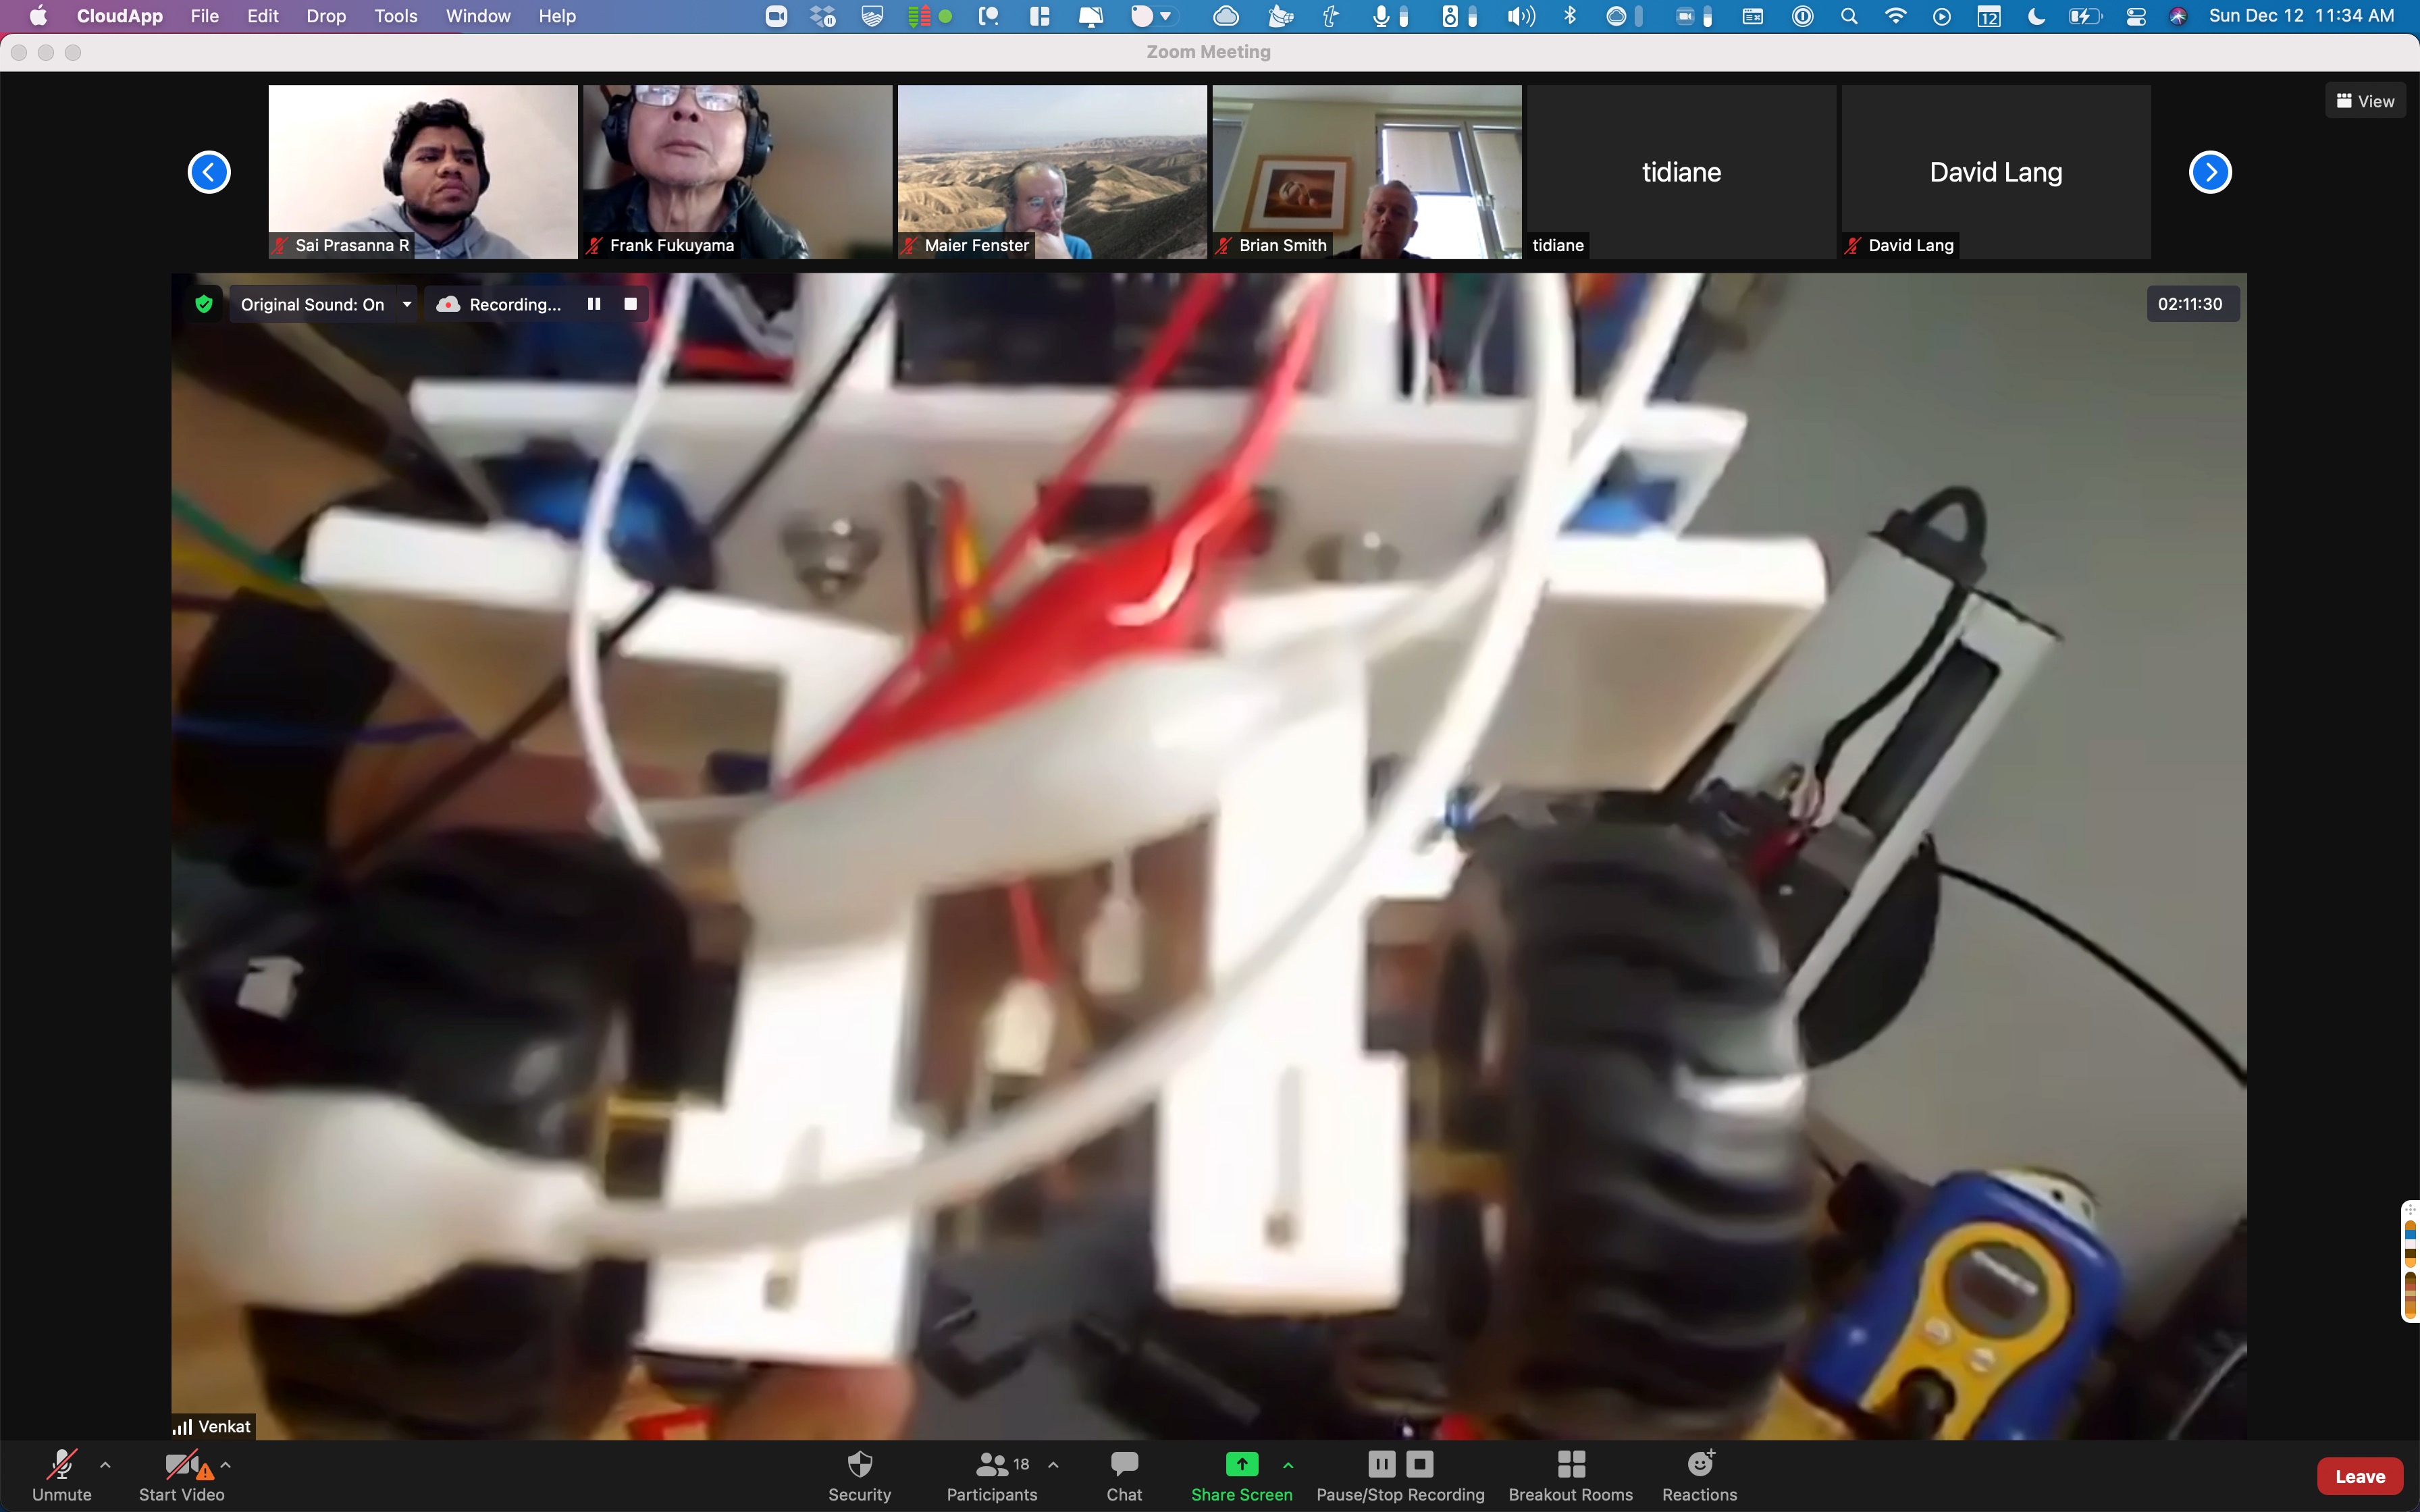 CloudApp File Edit Drop Tools Window Help 12 Sun Dec 12 11:34 AM
Zoom Meeting
View
tidiane
David Lang
Sai Prasanna R
Frank Fukuyama
Maier Fenster
Brian Smith
tidiane
David Lang
Original Sound: On
Recording...
02:11:30
Venkat
18
Unmute
Start Video
Security
Participants
Chat
Share Screen
Pause/Stop Recording
Breakout Rooms
Reactions
Leave